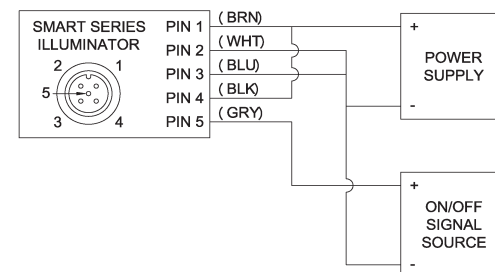 SMART SERIES
ILLUMINATOR
2 1
5
3 4
PIN 1 (BRN)
PIN 2 (WHT)
PIN 3 (BLU)
PIN 4 (BLK)
PIN 5 (GRY)
+
POWER
SUPPLY
-
+
ON/OFF
SIGNAL
SOURCE
-